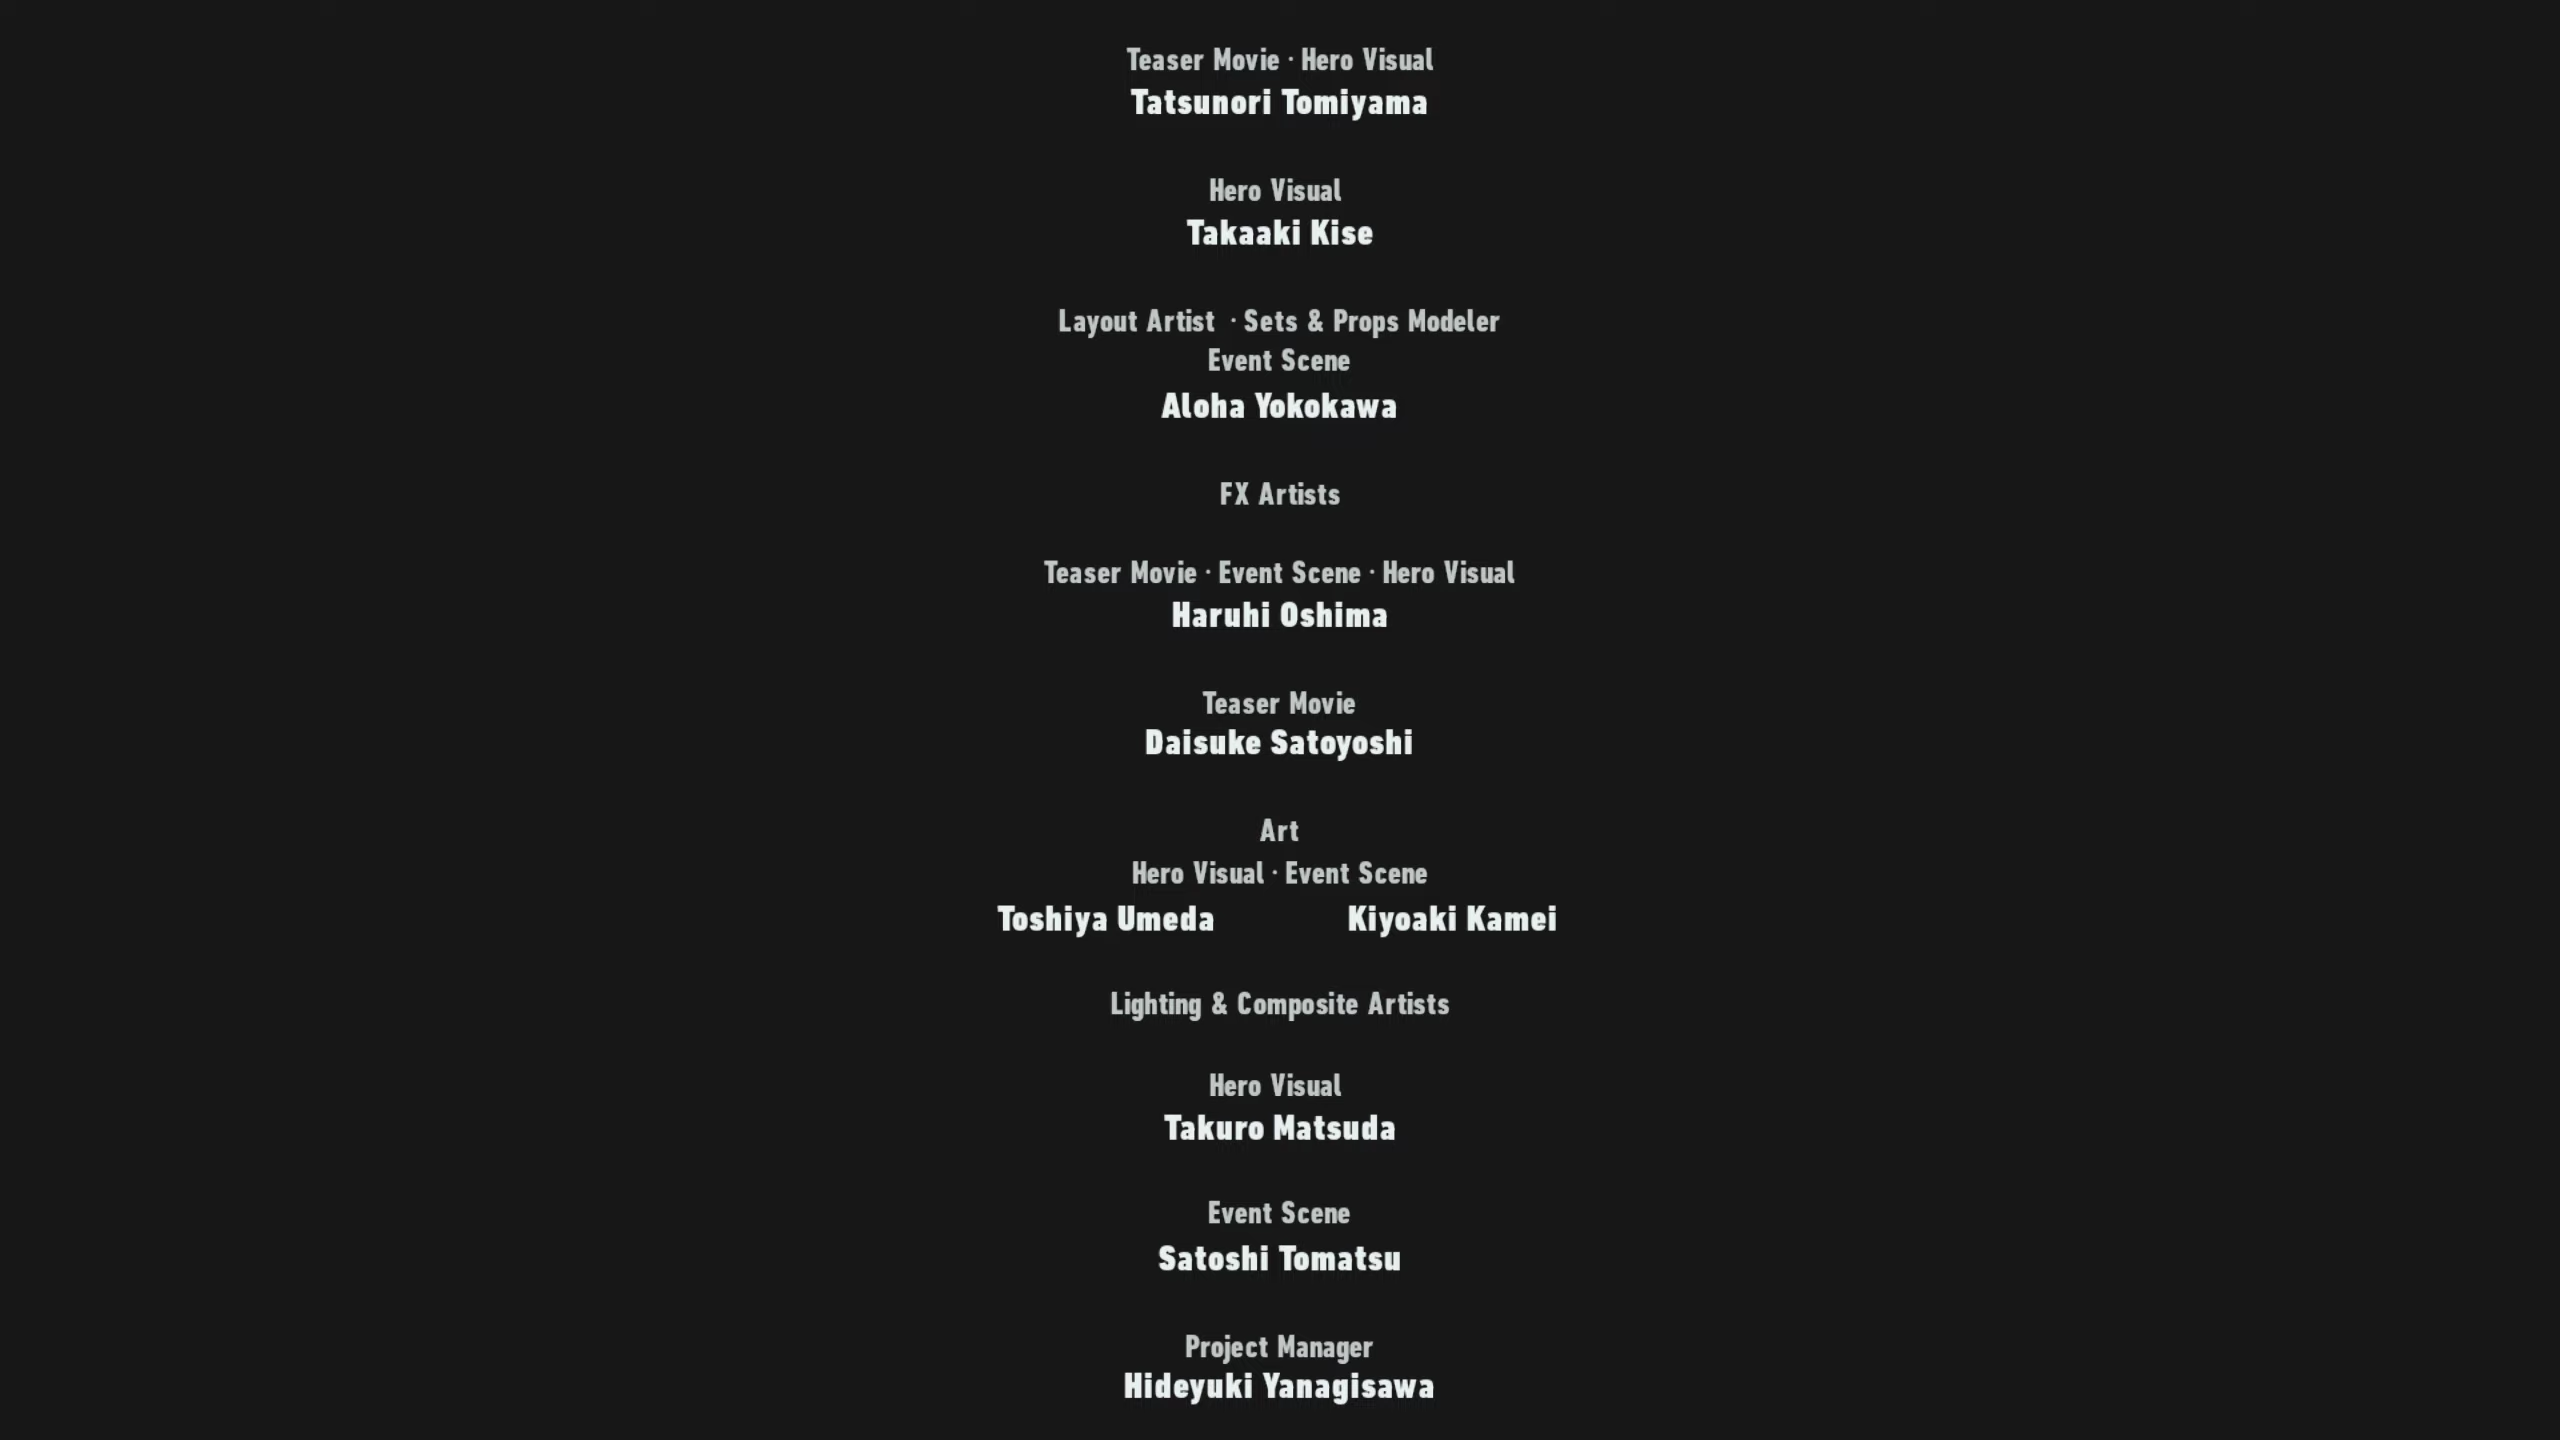 Teaser Movie · Hero Visual
Tatsunori Tomiyama
Hero Visual
Takaaki Kise
Layout Artist · Sets & Props Modeler
Event Scene
Aloha Yokokawa
FX Artists
Teaser Movie · Event Scene · Hero Visual
Haruhi Oshima
Teaser Movie
Daisuke Satoyoshi
Art
Hero Visual · Event Scene
Toshiya Umeda Kiyoaki Kamei
Lighting & Composite Artists
Hero Visual
Takuro Matsuda
Event Scene
Satoshi Tomatsu
Project Manager
Hideyuki Yanagisawa